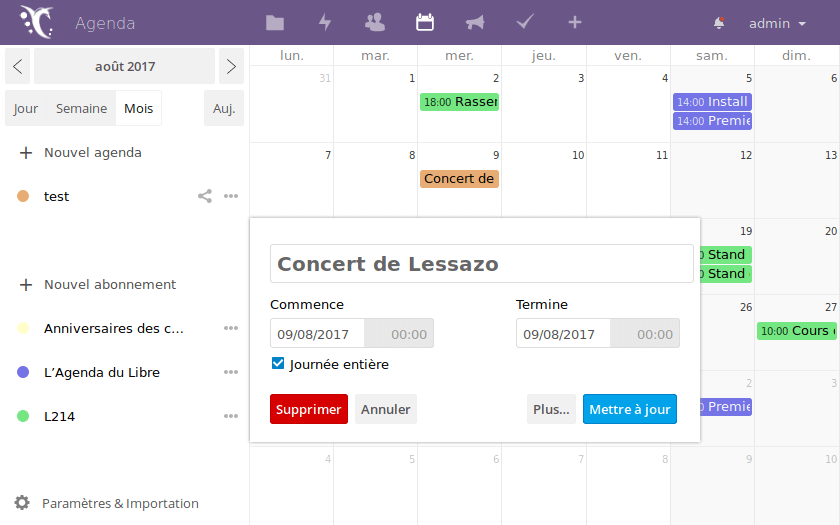 Agenda
admin
août 2017
Jour Semaine Mois Auj.
Nouvel agenda
test
Nouvel abonnement
Anniversaires des c...
L'Agenda du Libre
L214
Paramètres & Importation
lun. mar. mer. jeu. ven. sam. dim.
31 1 2 3 4 5 6
18:00 Rasser
14:00 Install
14:00 Premie
7 8 9 10 11 12 13
Concert de
19 20
Stand
Stand
26 27
10:00 Cours
2 3
Premie
4 5 6 7 8 9 10
Concert de Lessazo
Commence Termine
09/08/2017 00:00 09/08/2017 00:00
Journée entière
Supprimer Annuler Plus... Mettre à jour